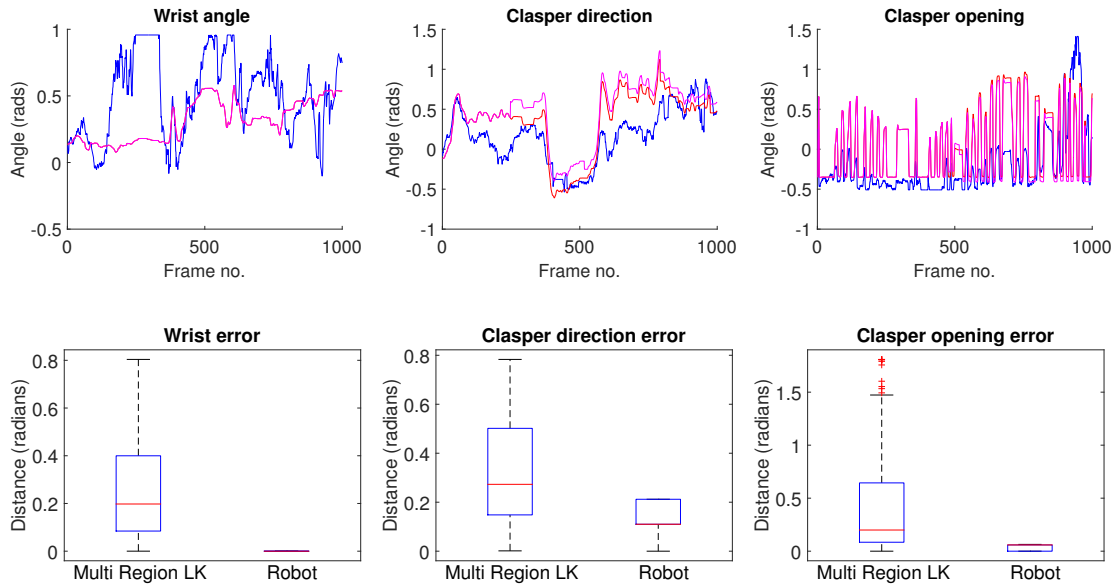 Wrist angle
Clasper direction
Clasper opening
Angle (rads)
1
0.5
0
-0.5
0
500
1000
Frame no.
Angle (rads)
1.5
1
0.5
0
-0.5
-1
0
500
1000
Frame no.
Angle (rads)
1.5
1
0.5
0
-0.5
-1
0
500
1000
Frame no.
Wrist error
Clasper direction error
Clasper opening error
Distance (radians)
0.8
0.6
0.4
0.2
0
Multi Region LK
Robot
Distance (radians)
0.8
0.6
0.4
0.2
0
Multi Region LK
Robot
Distance (radians)
1.5
1
0.5
0
Multi Region LK
Robot